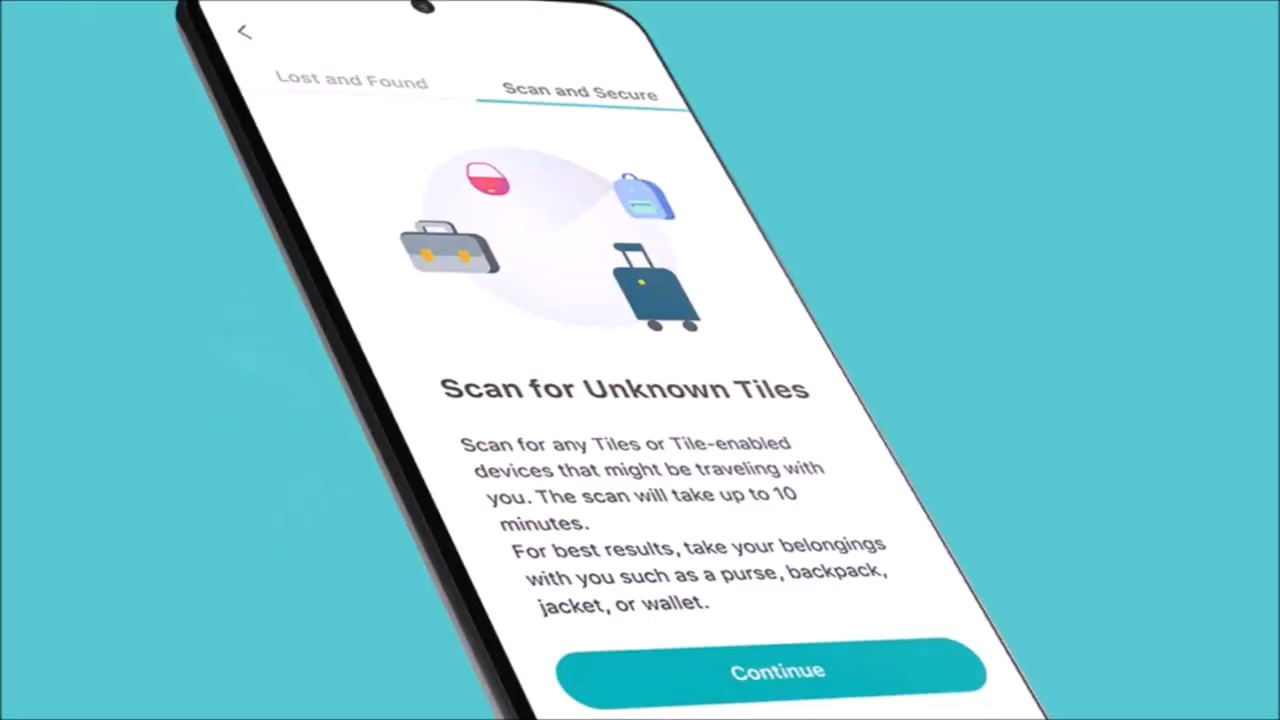 Lost and Found
Scan and Secure
Scan for Unknown Tiles
Scan for any Tiles or Tile-enabled
devices that might be traveling with
you. The scan will take up to 10
minutes.
For best results, take your belongings
with you such as a purse, backpack,
jacket, or wallet.
Continue